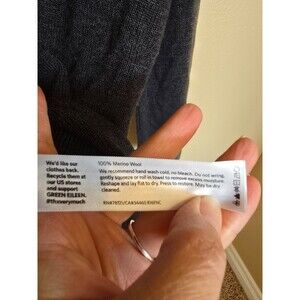 We'd like our
clothes back.
Recycle them at
our US stores
and support
GREEN EILEEN.
#thxverymuch
100% Merino Wool
We recommend hand wash cold, no bleach. Do not wring,
gently squeeze or roll in towel to remove excess moisture.
Reshape and lay flat to dry. Press to restore. May be dry
cleaned.